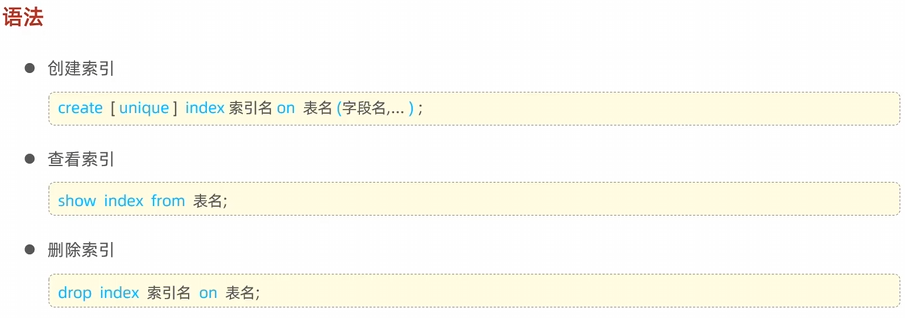 语法
创建索引
create [ unique ] index 索引名 on 表名 (字段名,... ) ;
查看索引
show index from 表名;
删除索引
drop index 索引名 on 表名;